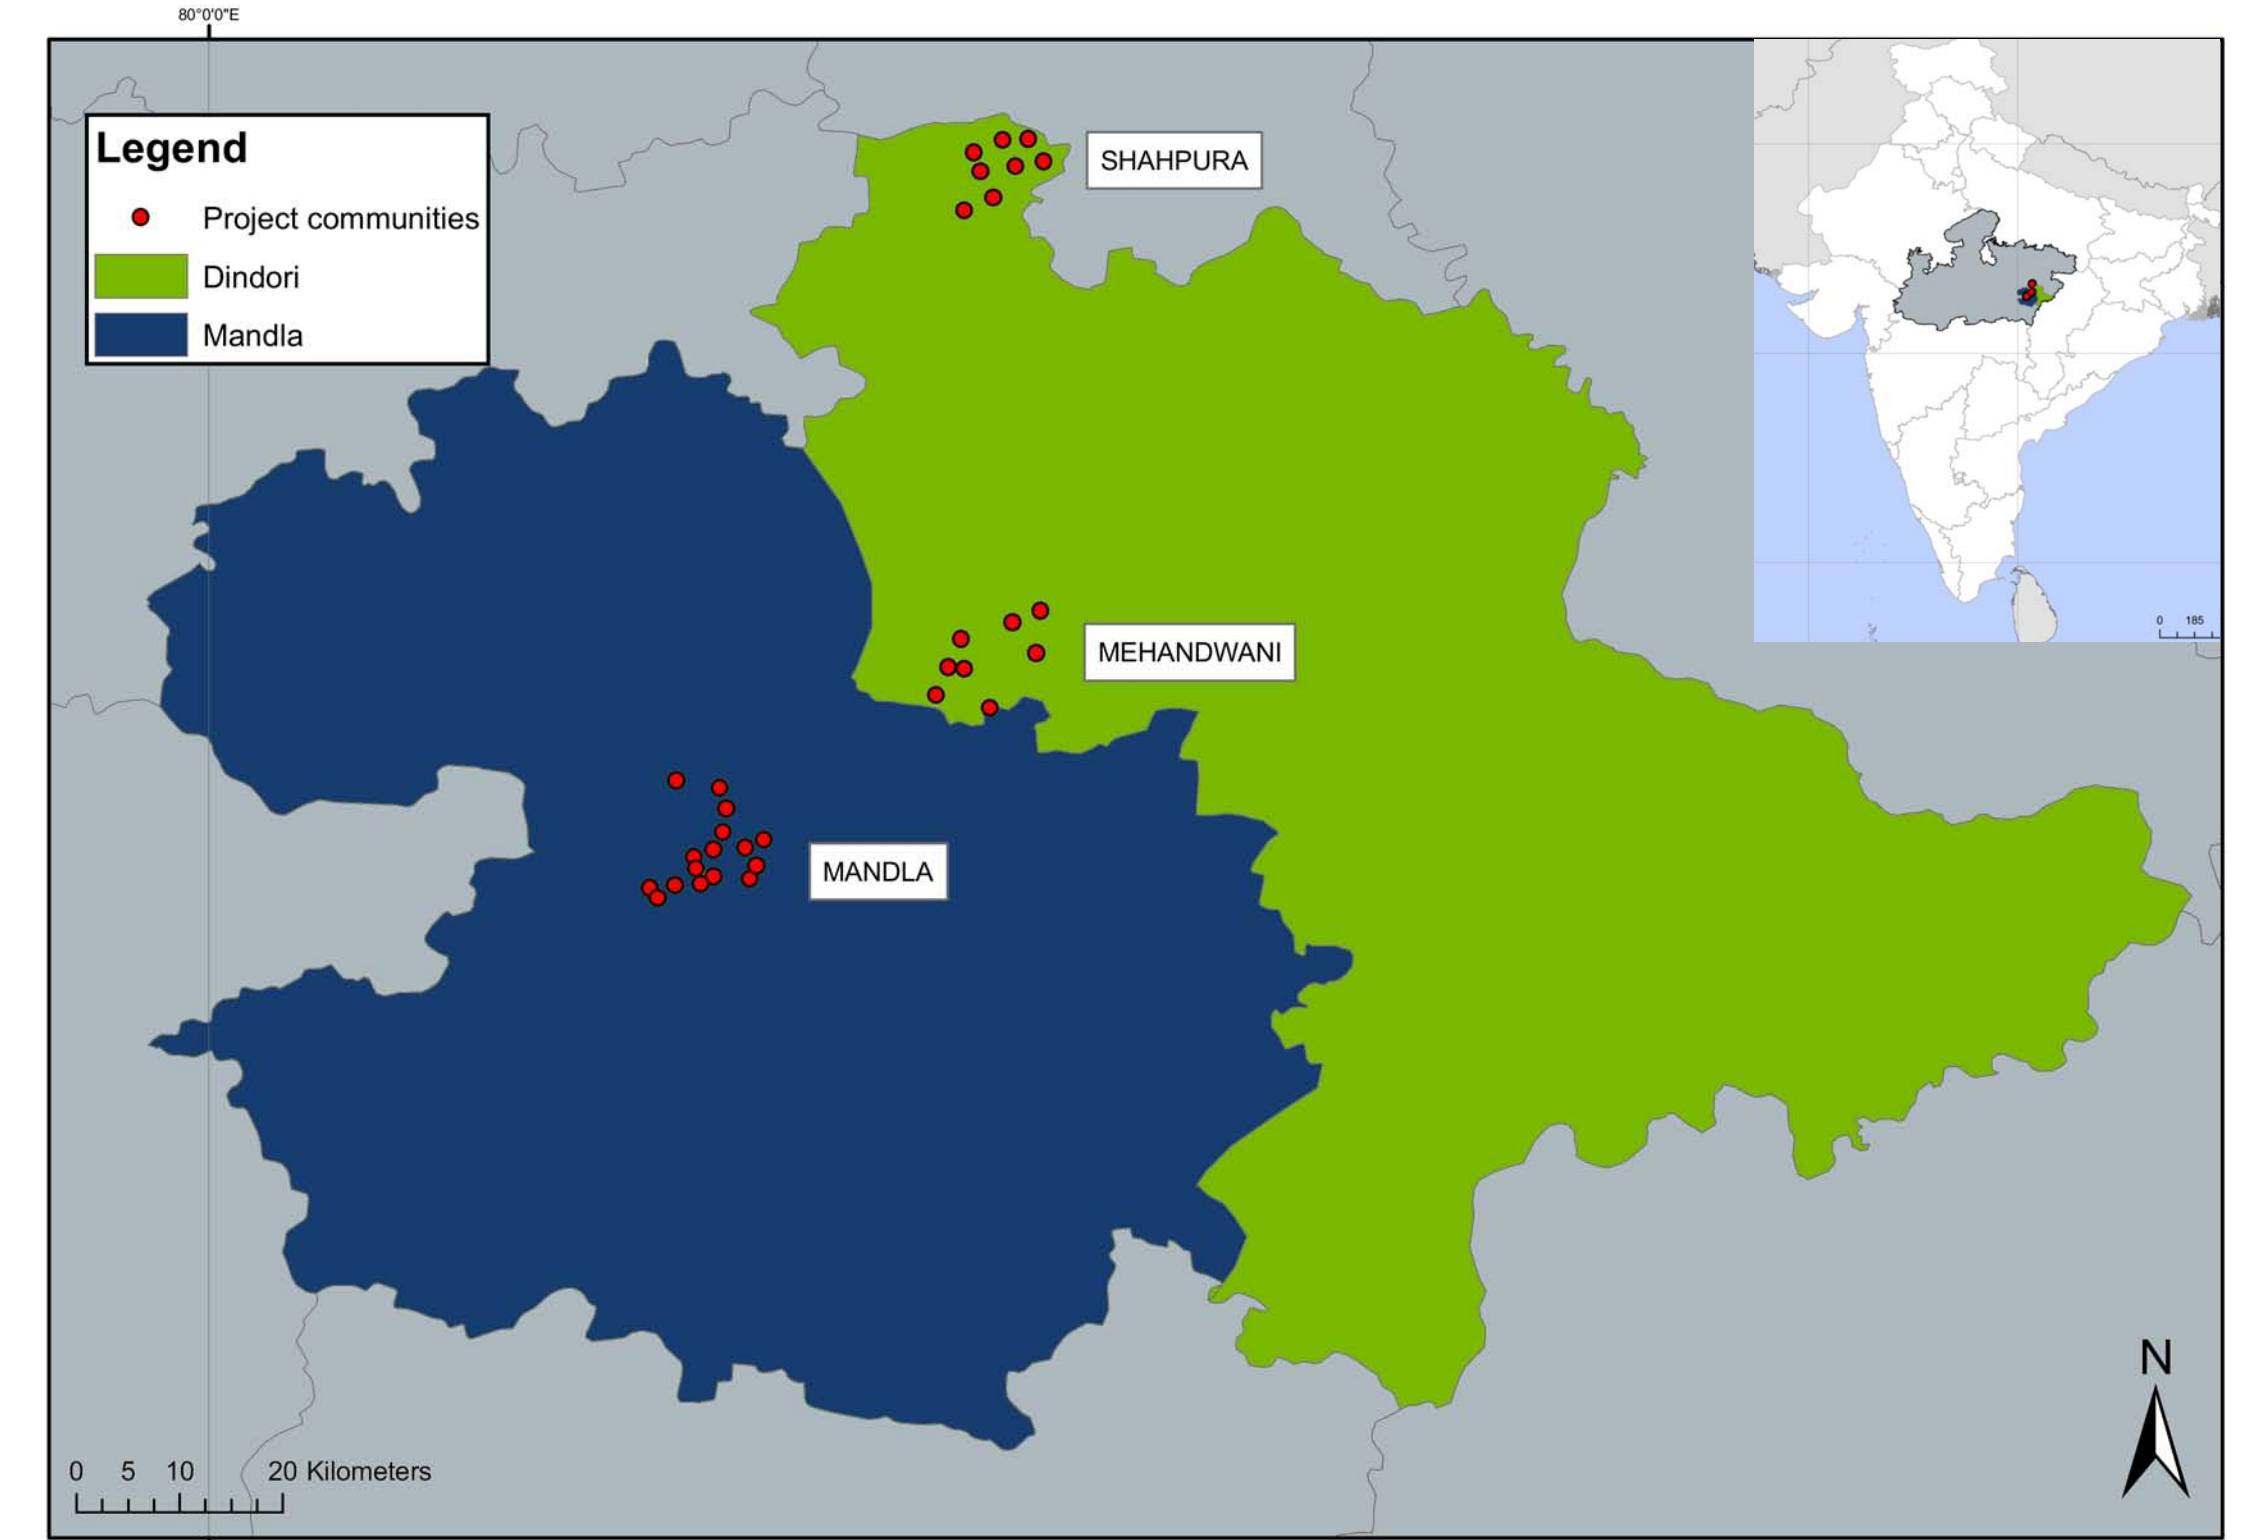 80°0'0"E
Legend
Project communities
Dindori
Mandla
SHAHPURA
MEHANDWANI
MANDLA
0 185
N
0 5 10 20 Kilometers